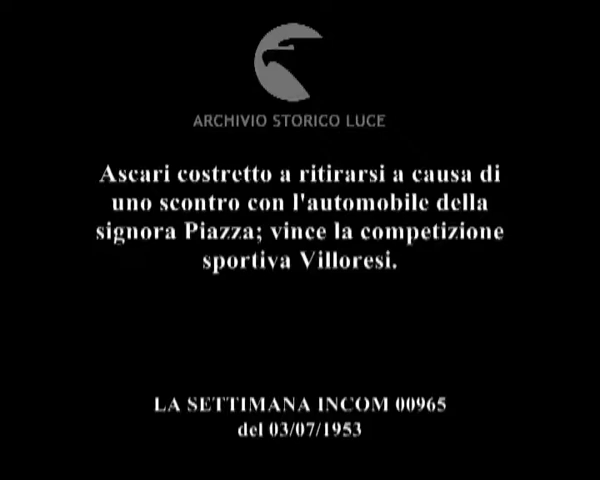 ARCHIVIO STORICO LUCE
Ascari costretto a ritirarsi a causa di
uno scontro con l'automobile della
signora Piazza; vince la competizione
sportiva Villoresi.
LA SETTIMANA INCOM 00965
del 03/07/1953